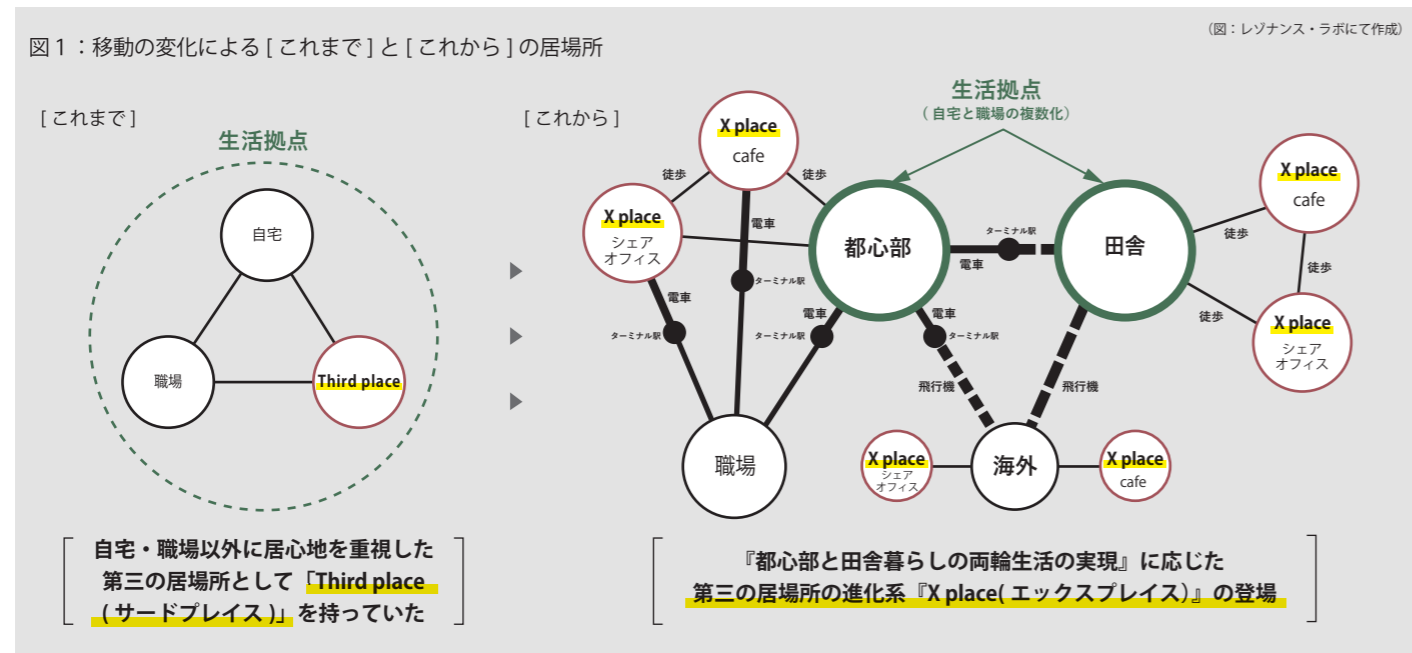 図１：移動の変化による [ これまで ] と [ これから ] の居場所
（図：レゾナンス・ラボにて作成）
[ これまで ]
生活拠点
自宅
職場
Third place
自宅・職場以外に居心地を重視した
第三の居場所として「Third place
( サードプレイス )」を持っていた
[ これから ]
生活拠点
（ 自宅と職場の複数化）
X place
cafe
徒歩
徒歩
X place
シェア
オフィス
電車
ターミナル駅
電車
ターミナル駅
都心部
電車
ターミナル駅
電車
ターミナル駅
ターミナル駅
電車
田舎
徒歩
X place
cafe
徒歩
徒歩
X place
シェア
オフィス
飛行機
飛行機
職場
X place
シェア
オフィス
海外
X place
cafe
『都心部と田舎暮らしの両輪生活の実現』に応じた
第三の居場所の進化系『X place( エックスプレイス）』の登場